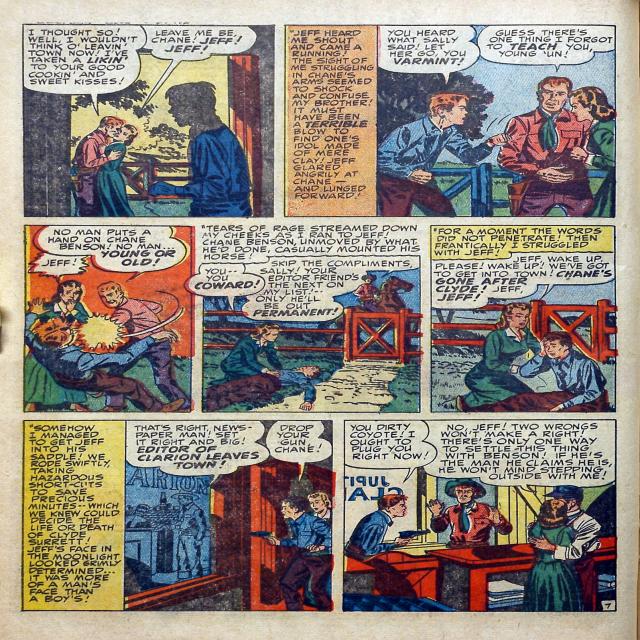 I THOUGHT SO!
WELL, I WOULDN'T
THINK O' LEAVIN'
TOWN NOW! I'VE
TAKEN A LIKIN'
TO YOUR GOOD
COOKIN' AND
SWEET KISSES!
LEAVE ME BE,
CHANE! JEFF!
JEFF!
"JEFF HEARD
ME SHOUT
AND CAME A
RUNNING!
THE SIGHT OF
ME STRUGGLING
IN CHANE'S
ARMS SEEMED
TO SHOCK
AND CONFUSE
MY BROTHER!
IT MUST
HAVE BEEN
A TERRIBLE
BLOW TO
FIND ONE'S
IDOL MADE
OF MERE
CLAY! JEFF
GLARED
ANGRILY AT
CHANE
AND LUNGED
FORWARD."
YOU HEARD
WHAT SALLY
SAID! LET
HER GO, YOU
VARMINT!
GUESS THERE'S
ONE THING I FORGOT
TO TEACH YOU,
YOUNG 'UN!
NO MAN PUTS A
HAND ON CHANE
BENSON! NO MAN...
YOUNG OR
OLD!
JEFF!
"TEARS OF RAGE STREAMED DOWN
MY CHEEKS AS I RAN TO JEFF!
CHANE BENSON, UNMOVED BY WHAT
HE'D DONE, CASUALLY MOUNTED HIS
HORSE!
YOU--
YOU
COWARD!
SKIP THE COMPLIMENTS,
SALLY! YOUR
EDITOR FRIEND'S
THE NEXT ON
MY LIST!--
ONLY HE'LL
BE OUT
PERMANENT!
"FOR A MOMENT THE WORDS
DID NOT PENETRATE! THEN
FRANTICALLY I STRUGGLED
WITH JEFF!
JEFF, WAKE UP,
PLEASE! WAKE UP! WE'VE GOT
TO GET INTO TOWN! CHANE'S
GONE AFTER
CLYDE! JEFF,
JEFF!
"SOMEHOW
I MANAGED
TO GET JEFF
INTO HIS
SADDLE! WE
RODE SWIFTLY,
TAKING
HAZARDOUS
SHORT-CUTS
TO SAVE
PRECIOUS
MINUTES--WHICH
WE KNEW COULD
DECIDE THE
LIFE OR DEATH
OF CLYDE
SURRETT!
JEFF'S FACE IN
THE MOONLIGHT
LOOKED GRIMLY
DETERMINED...
IT WAS MORE
OF A MAN'S
FACE THAN
A BOY'S!
THAT'S RIGHT, NEWS-
PAPER MAN! SET
IT RIGHT AND BIG!
EDITOR OF
CLARION LEAVES
TOWN!
DROP
YOUR
GUN,
CHANE!
YOU DIRTY
COYOTE! I
OUGHT TO
PLUG YOU
RIGHT NOW!
NO, JEFF! TWO WRONGS
WON'T MAKE A RIGHT!
THERE'S ONLY ONE WAY
TO SETTLE THIS THING
WITH BENSON! IF HE'S
THE MAN HE CLAIMS HE IS,
HE WON'T MIND STEPPING
OUTSIDE WITH ME!
7